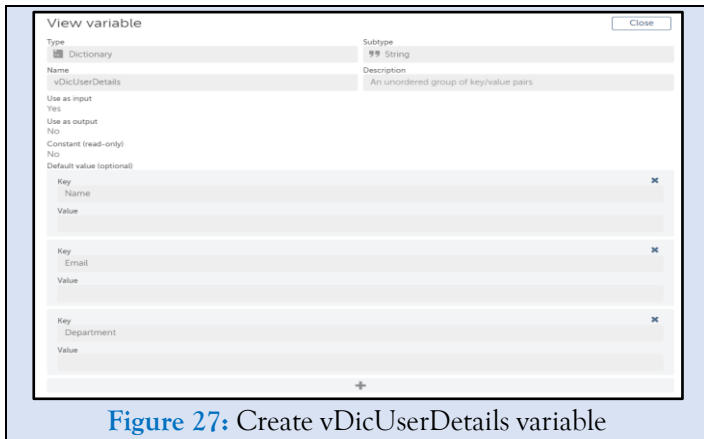 View variable
Close
Type
Subtype
Dictionary
String
Name
Description
vDicUserDetails
An unordered group of key/value pairs
Use as input
Yes
Use as output
No
Constant (read-only)
No
Default value (optional)
Key
Name
Value
Key
Email
Value
Key
Department
Value
Figure 27: Create vDicUserDetails variable